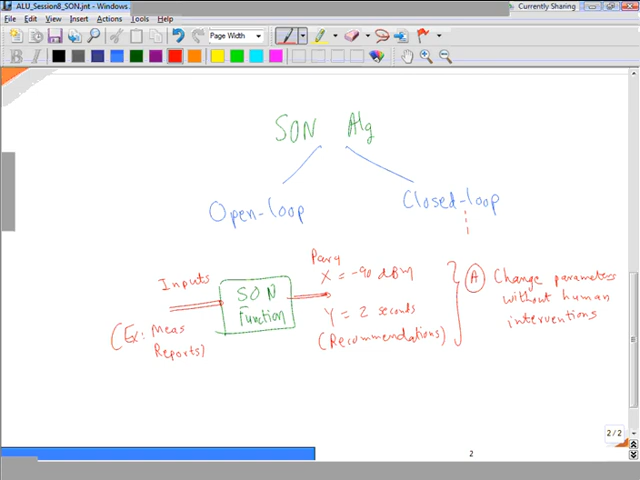 ALU_Session8_SON.jnt - Windows
Currently Sharing
File Edit View Insert Actions Tools Help
Page Width
SON Alg
Open-loop
Closed-loop
Para
X = -90 dBm
Inputs
SON
Function
Y = 2 seconds
(Recommendations)
(Ex: Meas
Reports)
A Change parameters
without human
interventions
2/2
2